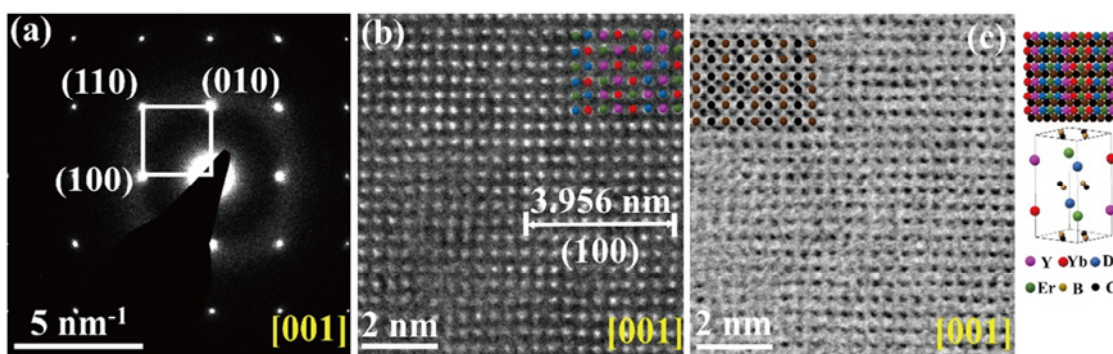 (a)
(110)
(010)
(100)
5 nm⁻¹
[001]
(b)
3.956 nm
(100)
2 nm
[001]
(c)
2 nm
[001]
Y Yb D
Er B C